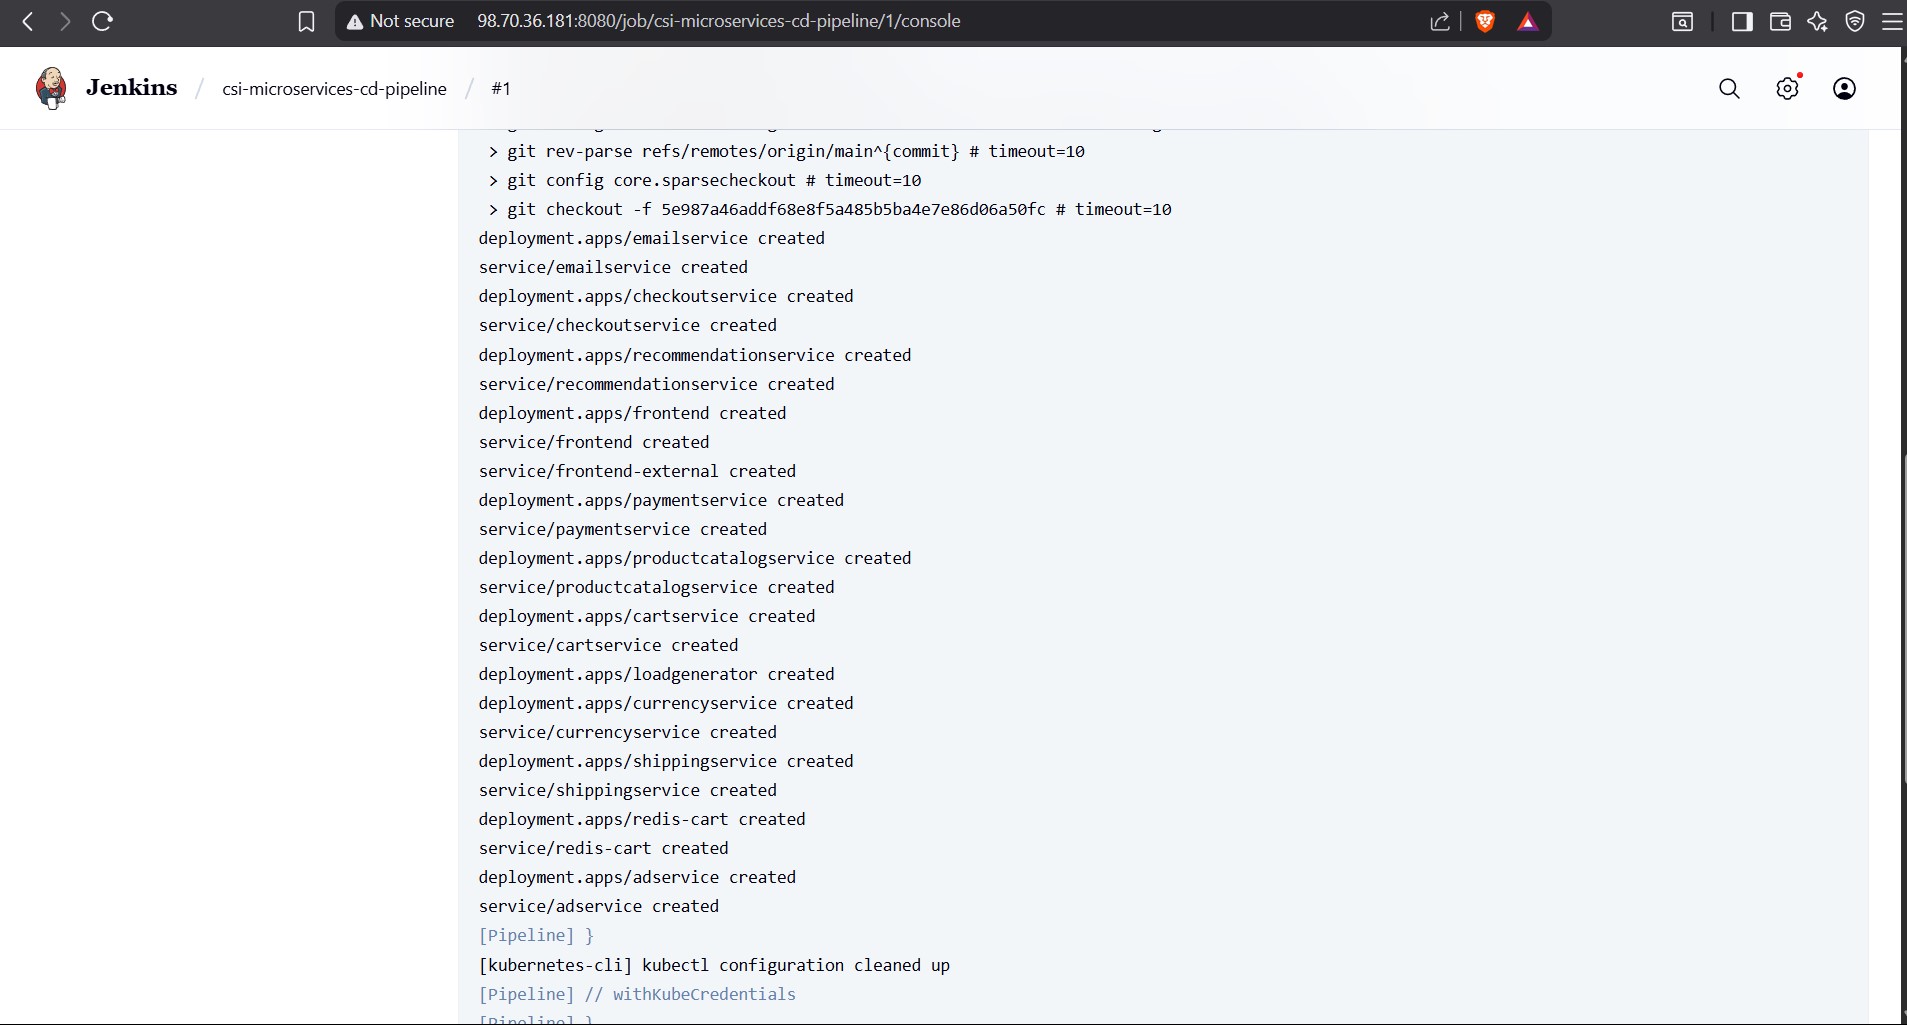 Not secure 98.70.36.181:8080/job/csi-microservices-cd-pipeline/1/console
Jenkins / csi-microservices-cd-pipeline / #1
> git rev-parse refs/remotes/origin/main^{commit} # timeout=10
> git config core.sparsecheckout # timeout=10
> git checkout -f 5e987a46addf68e8f5a485b5ba4e7e86d06a50fc # timeout=10
deployment.apps/emailservice created
service/emailservice created
deployment.apps/checkoutservice created
service/checkoutservice created
deployment.apps/recommendationservice created
service/recommendationservice created
deployment.apps/frontend created
service/frontend created
service/frontend-external created
deployment.apps/paymentservice created
service/paymentservice created
deployment.apps/productcatalogservice created
service/productcatalogservice created
deployment.apps/cartservice created
service/cartservice created
deployment.apps/loadgenerator created
deployment.apps/currencyservice created
service/currencyservice created
deployment.apps/shippingservice created
service/shippingservice created
deployment.apps/redis-cart created
service/redis-cart created
deployment.apps/adservice created
service/adservice created
[Pipeline] }
[kubernetes-cli] kubectl configuration cleaned up
[Pipeline] // withKubeCredentials
[Pipeline] }